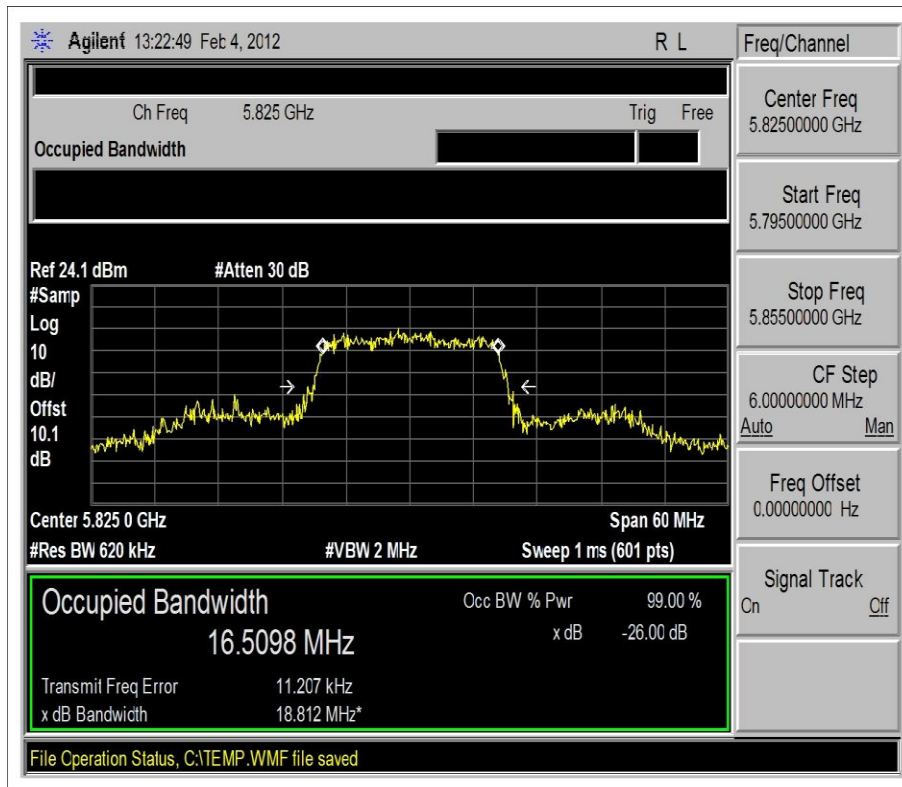 Agilent 13:22:49 Feb 4, 2012 R L
Freq/Channel
Ch Freq 5.825 GHz Trig Free
Occupied Bandwidth
Center Freq
5.82500000 GHz
Start Freq
5.79500000 GHz
Stop Freq
5.85500000 GHz
CF Step
6.00000000 MHz
Auto Man
Freq Offset
0.00000000 Hz
Signal Track
On Off
Ref 24.1 dBm #Atten 30 dB
#Samp
Log
10
dB/
Offst
10.1
dB
Center 5.825 0 GHz Span 60 MHz
#Res BW 620 kHz #VBW 2 MHz Sweep 1 ms (601 pts)
Occupied Bandwidth Occ BW % Pwr 99.00 %
16.5098 MHz x dB -26.00 dB
Transmit Freq Error 11.207 kHz
x dB Bandwidth 18.812 MHz*
File Operation Status, C:\TEMP.WMF file saved